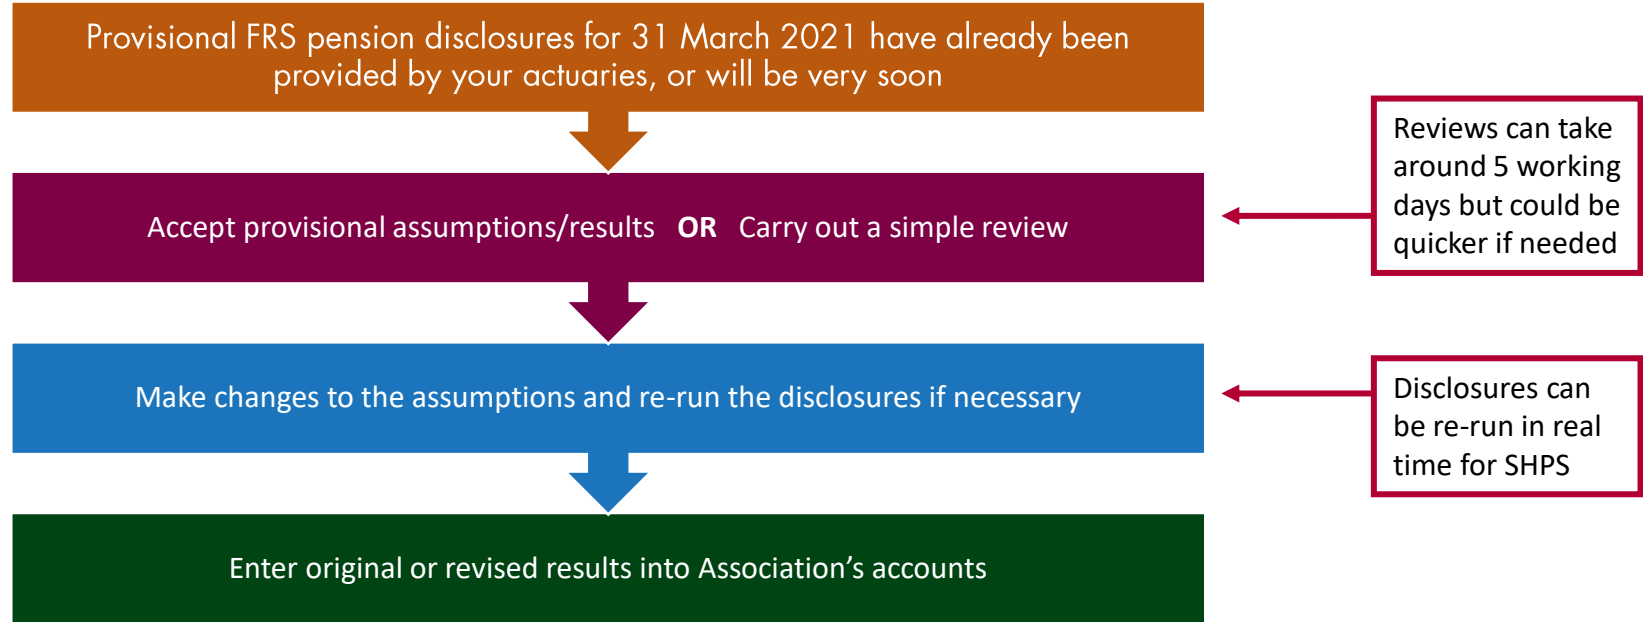 Provisional FRS pension disclosures for 31 March 2021 have already been
provided by your actuaries, or will be very soon
Accept provisional assumptions/results OR Carry out a simple review
Reviews can take
around 5 working
days but could be
quicker if needed
Make changes to the assumptions and re-run the disclosures if necessary
Disclosures can
be re-run in real
time for SHPS
Enter original or revised results into Association’s accounts